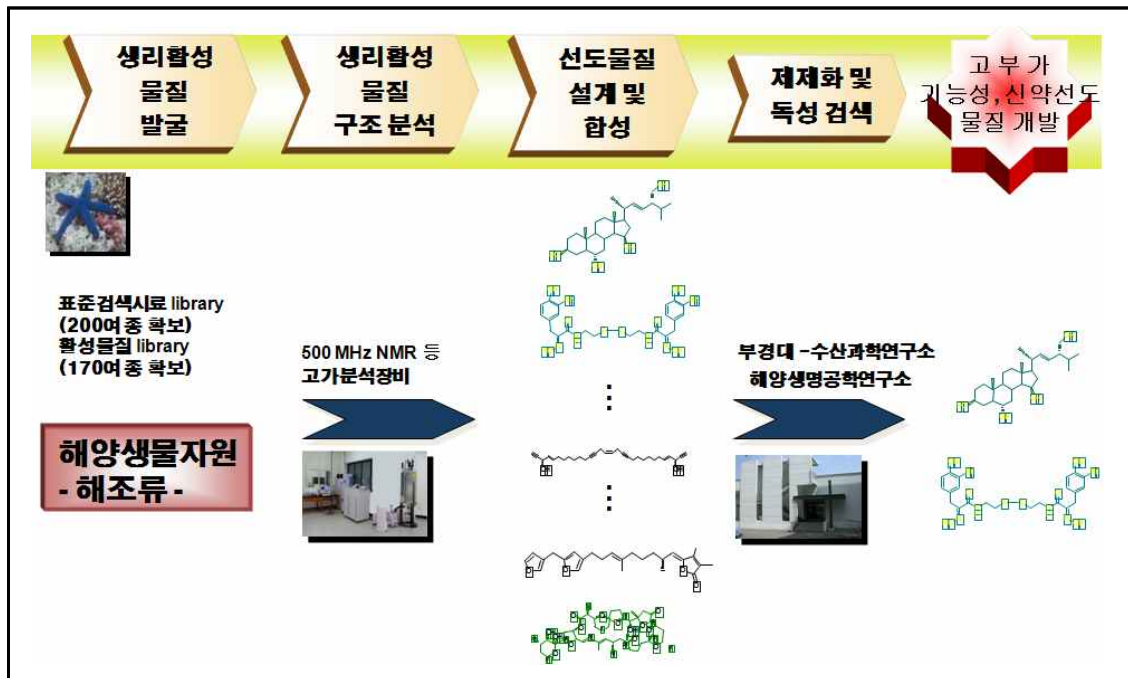 생리활성
물질
발굴
생리활성
물질
구조 분석
선도물질
설계 및
합성
제제화 및
독성 검색
고 부 가
기능성,신약선도
물질 개발
표준검색시료 library
(200여 종 확보)
활성물질 library
(170여 종 확보)
500 MHz NMR 등
고가분석장비
부경대 –수산과학연구소
해양생명공학연구소
해양생물자원
- 해조류 -